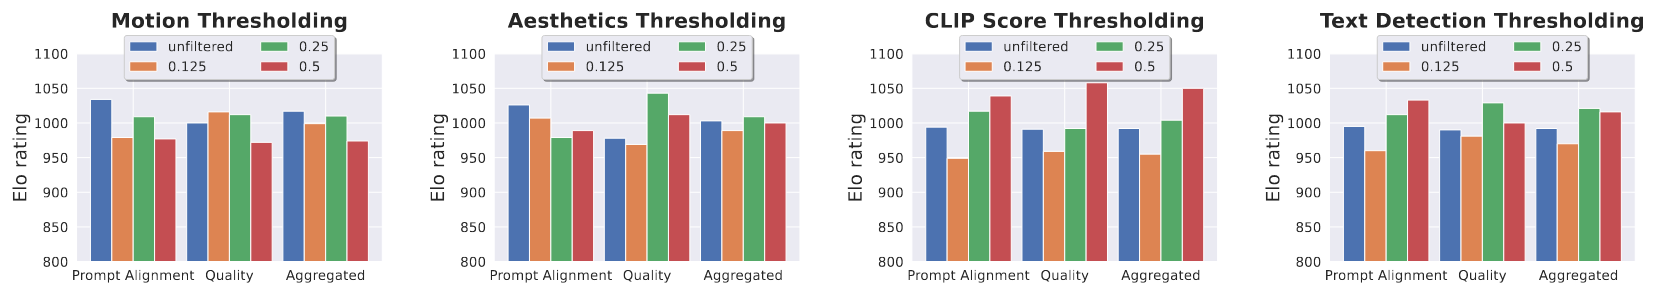 Motion Thresholding
unfiltered 0.25
0.125 0.5
1100
1050
1000
950
900
850
800
Elo rating
Prompt Alignment Quality Aggregated
Aesthetics Thresholding
unfiltered 0.25
0.125 0.5
1100
1050
1000
950
900
850
800
Elo rating
Prompt Alignment Quality Aggregated
CLIP Score Thresholding
unfiltered 0.25
0.125 0.5
1100
1050
1000
950
900
850
800
Elo rating
Prompt Alignment Quality Aggregated
Text Detection Thresholding
unfiltered 0.25
0.125 0.5
1100
1050
1000
950
900
850
800
Elo rating
Prompt Alignment Quality Aggregated